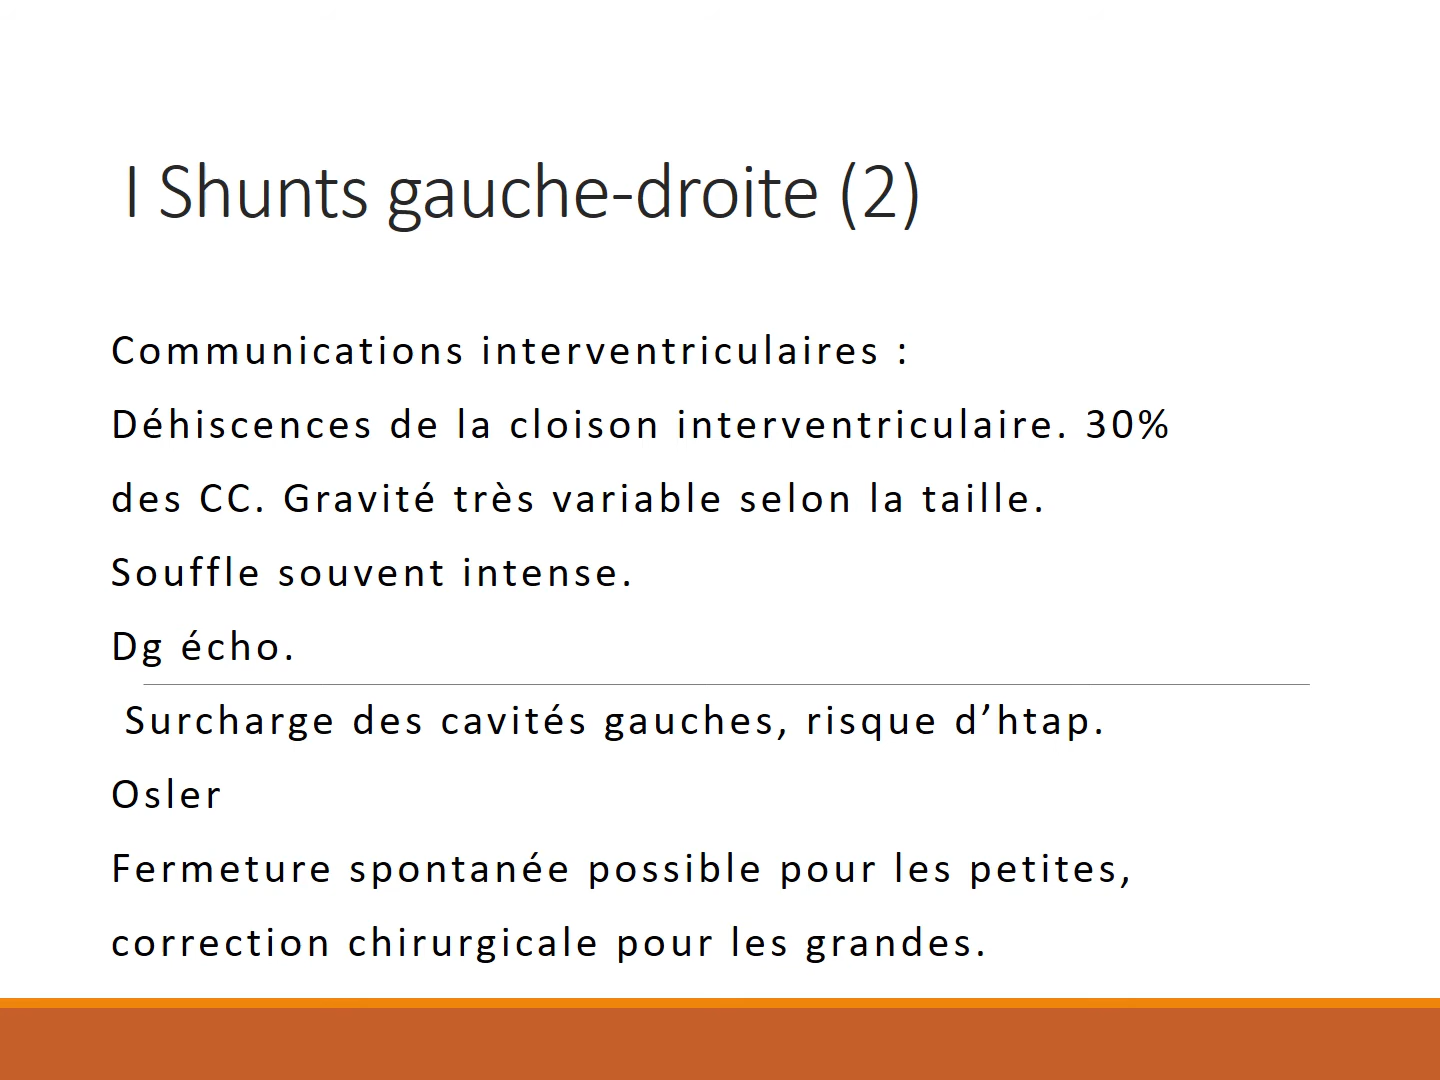 I Shunts gauche-droite (2)
Communications interventriculaires :
Déhiscences de la cloison interventriculaire. 30%
des CC. Gravité très variable selon la taille.
Souffle souvent intense.
Dg écho.
Surcharge des cavités gauches, risque d’htap.
Osler
Fermeture spontanée possible pour les petites,
correction chirurgicale pour les grandes.